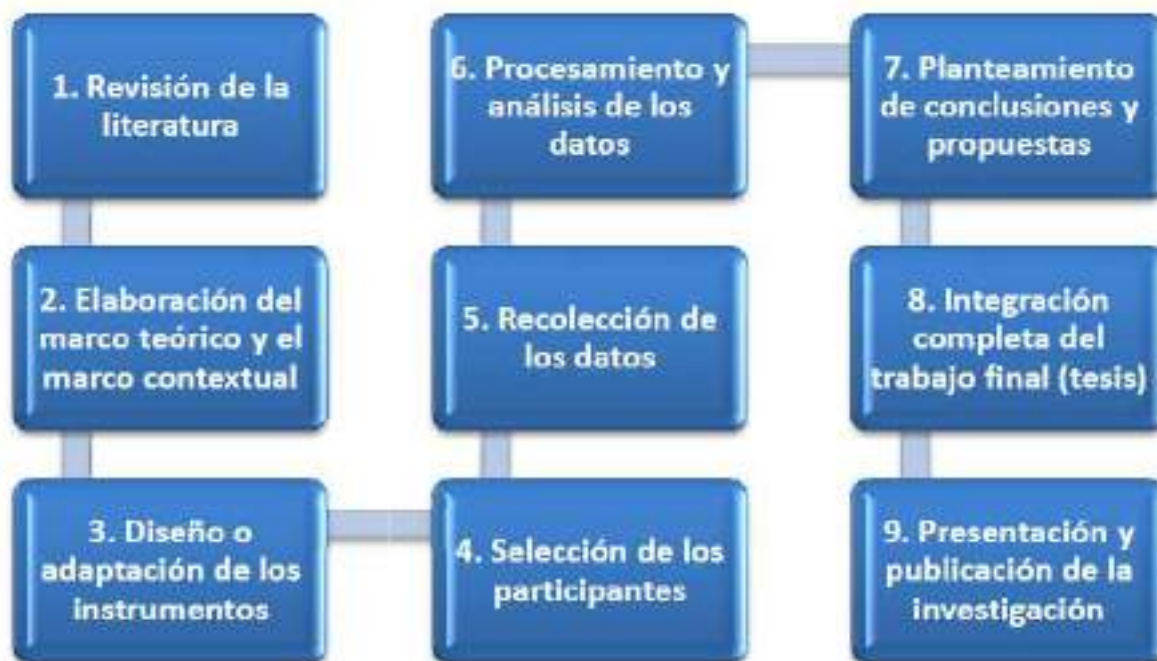 1. Revisión de la
literatura
2. Elaboración del
marco teórico y el
marco contextual
3. Diseño o
adaptación de los
instrumentos
4. Selección de los
participantes
5. Recolección de
los datos
6. Procesamiento y
análisis de los
datos
7. Planteamiento
de conclusiones y
propuestas
8. Integración
completa del
trabajo final (tesis)
9. Presentación y
publicación de la
investigación